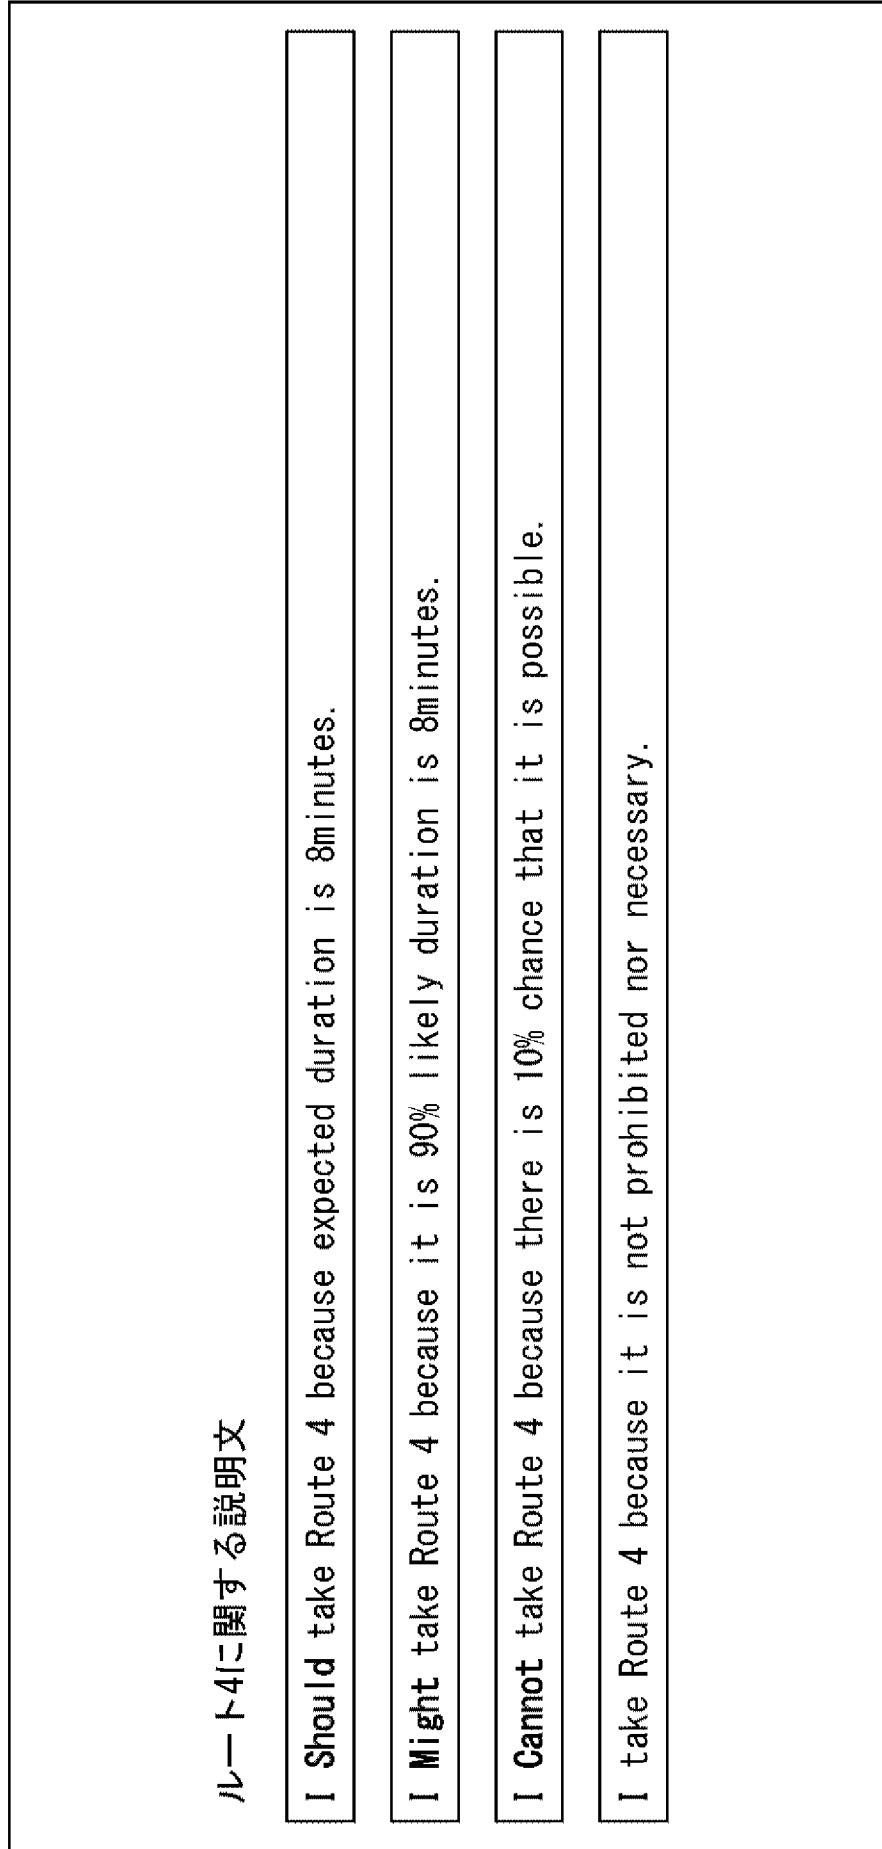 ルート4に関する説明文
I Should take Route 4 because expected duration is 8minutes.
I Might take Route 4 because it is 90% likely duration is 8minutes.
I Cannot take Route 4 because there is 10% chance that it is possible.
I take Route 4 because it is not prohibited nor necessary.